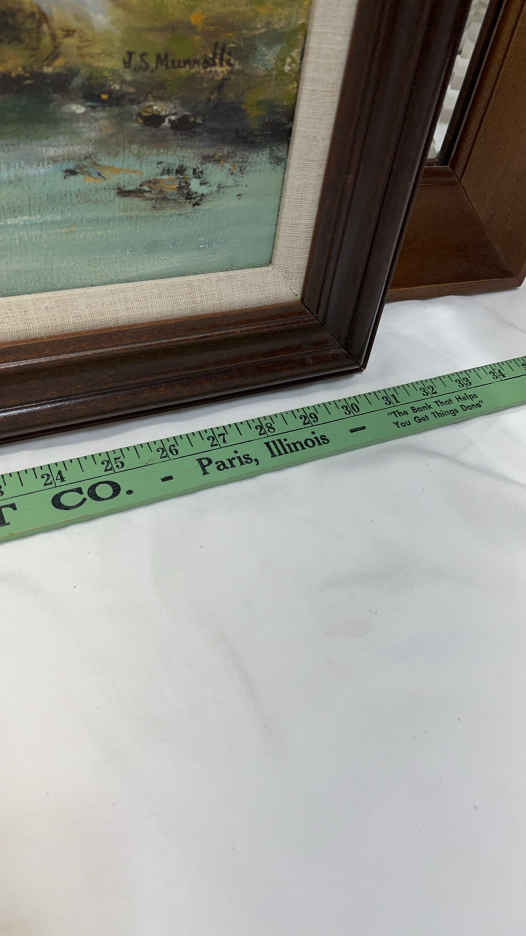 J.S. Munratti
24 25 26 27 28 29 30 31 32 33 34
T CO. - Paris, Illinois -
"The Bank That Helps
You Get Things Done"